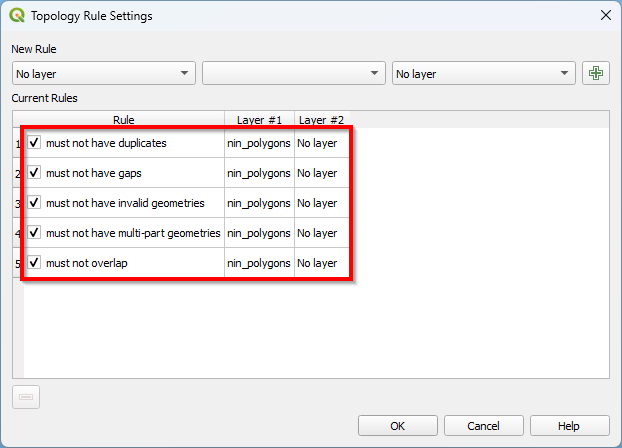 Topology Rule Settings
New Rule
No layer No layer
Current Rules
Rule Layer #1 Layer #2
1 must not have duplicates nin_polygons No layer
2 must not have gaps nin_polygons No layer
3 must not have invalid geometries nin_polygons No layer
4 must not have multi-part geometries nin_polygons No layer
5 must not overlap nin_polygons No layer
OK Cancel Help